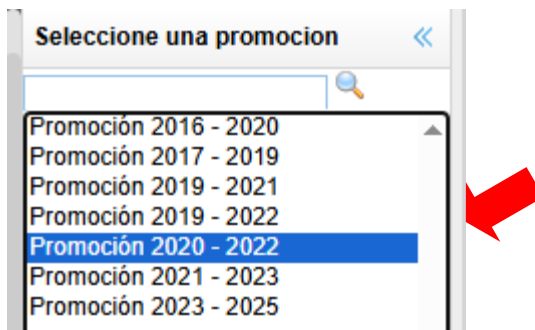 Seleccione una promocion
Promoción 2016 - 2020
Promoción 2017 - 2019
Promoción 2019 - 2021
Promoción 2019 - 2022
Promoción 2020 - 2022
Promoción 2021 - 2023
Promoción 2023 - 2025